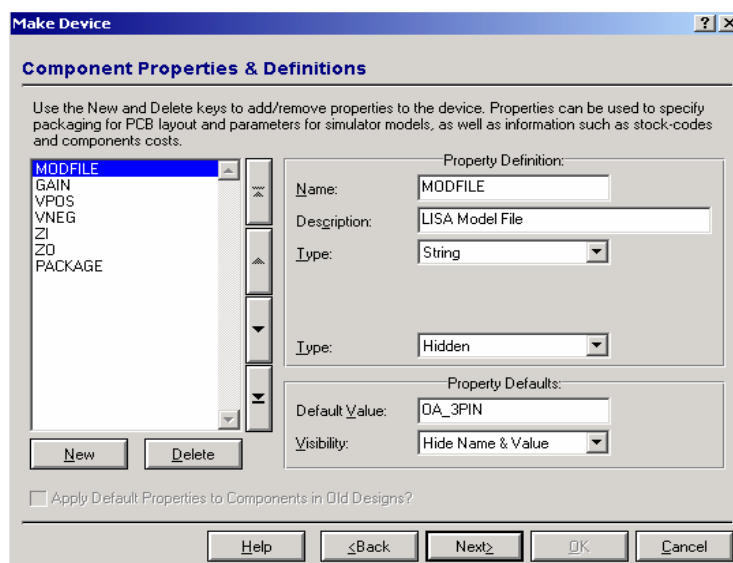 Make Device
Component Properties & Definitions
Use the New and Delete keys to add/remove properties to the device. Properties can be used to specify
packaging for PCB layout and parameters for simulator models, as well as information such as stock-codes
and components costs.
MODFILE
GAIN
VPOS
VNEG
ZI
ZO
PACKAGE
New
Delete
Property Definition:
Name:
MODFILE
Description:
LISA Model File
Type:
String
Type:
Hidden
Property Defaults:
Default Value:
OA_3PIN
Visibility:
Hide Name & Value
Apply Default Properties to Components in Old Designs?
Help
<Back
Next>
OK
Cancel